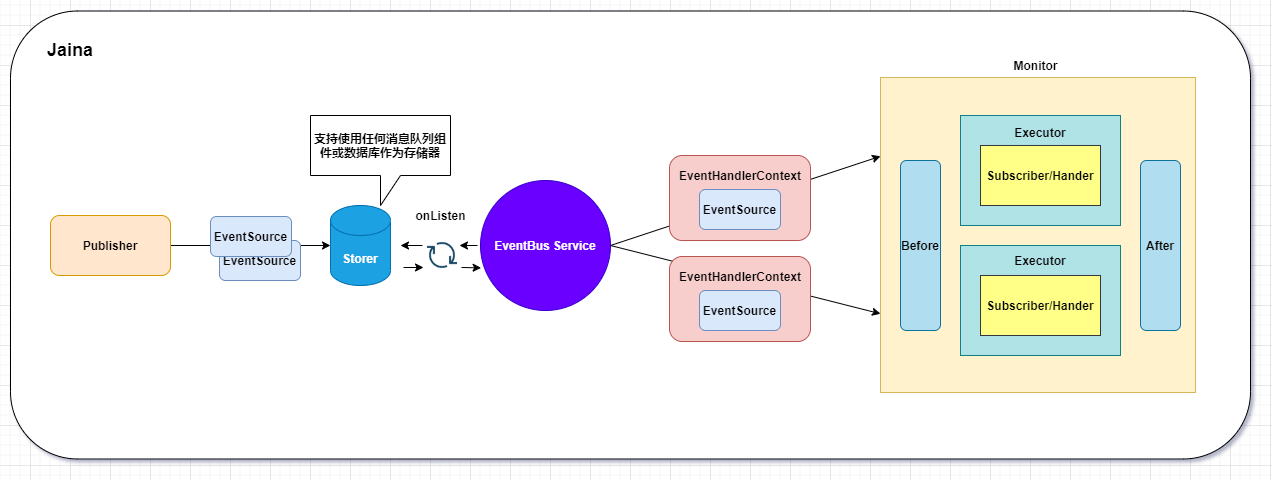 Jaina
Monitor
支持使用任何消息队列组
件或数据库作为存储器
Executor
Subscriber/Hander
EventHandlerContext
EventSource
onListen
Publisher
EventSource
EventSource
Storer
EventBus Service
Before
After
EventHandlerContext
EventSource
Executor
Subscriber/Hander